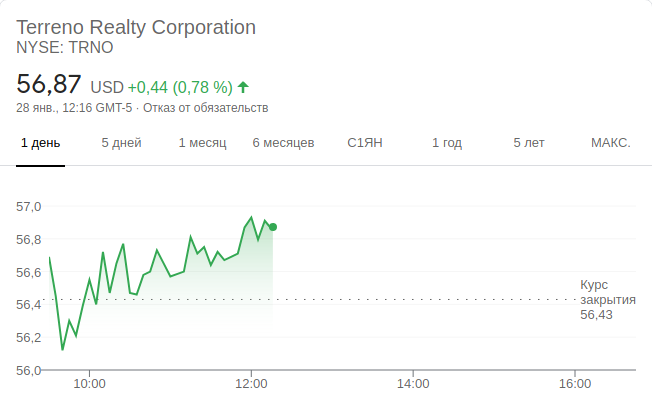 Terreno Realty Corporation
NYSE: TRNO
56,87 USD +0,44 (0,78 %)
28 янв., 12:16 GMT-5 · Отказ от обязательств
1 день 5 дней 1 месяц 6 месяцев С1ЯН 1 год 5 лет МАКС.
57,0
56,8
56,6
56,4
56,2
56,0
Курс
закрытия
56,43
10:00 12:00 14:00 16:00